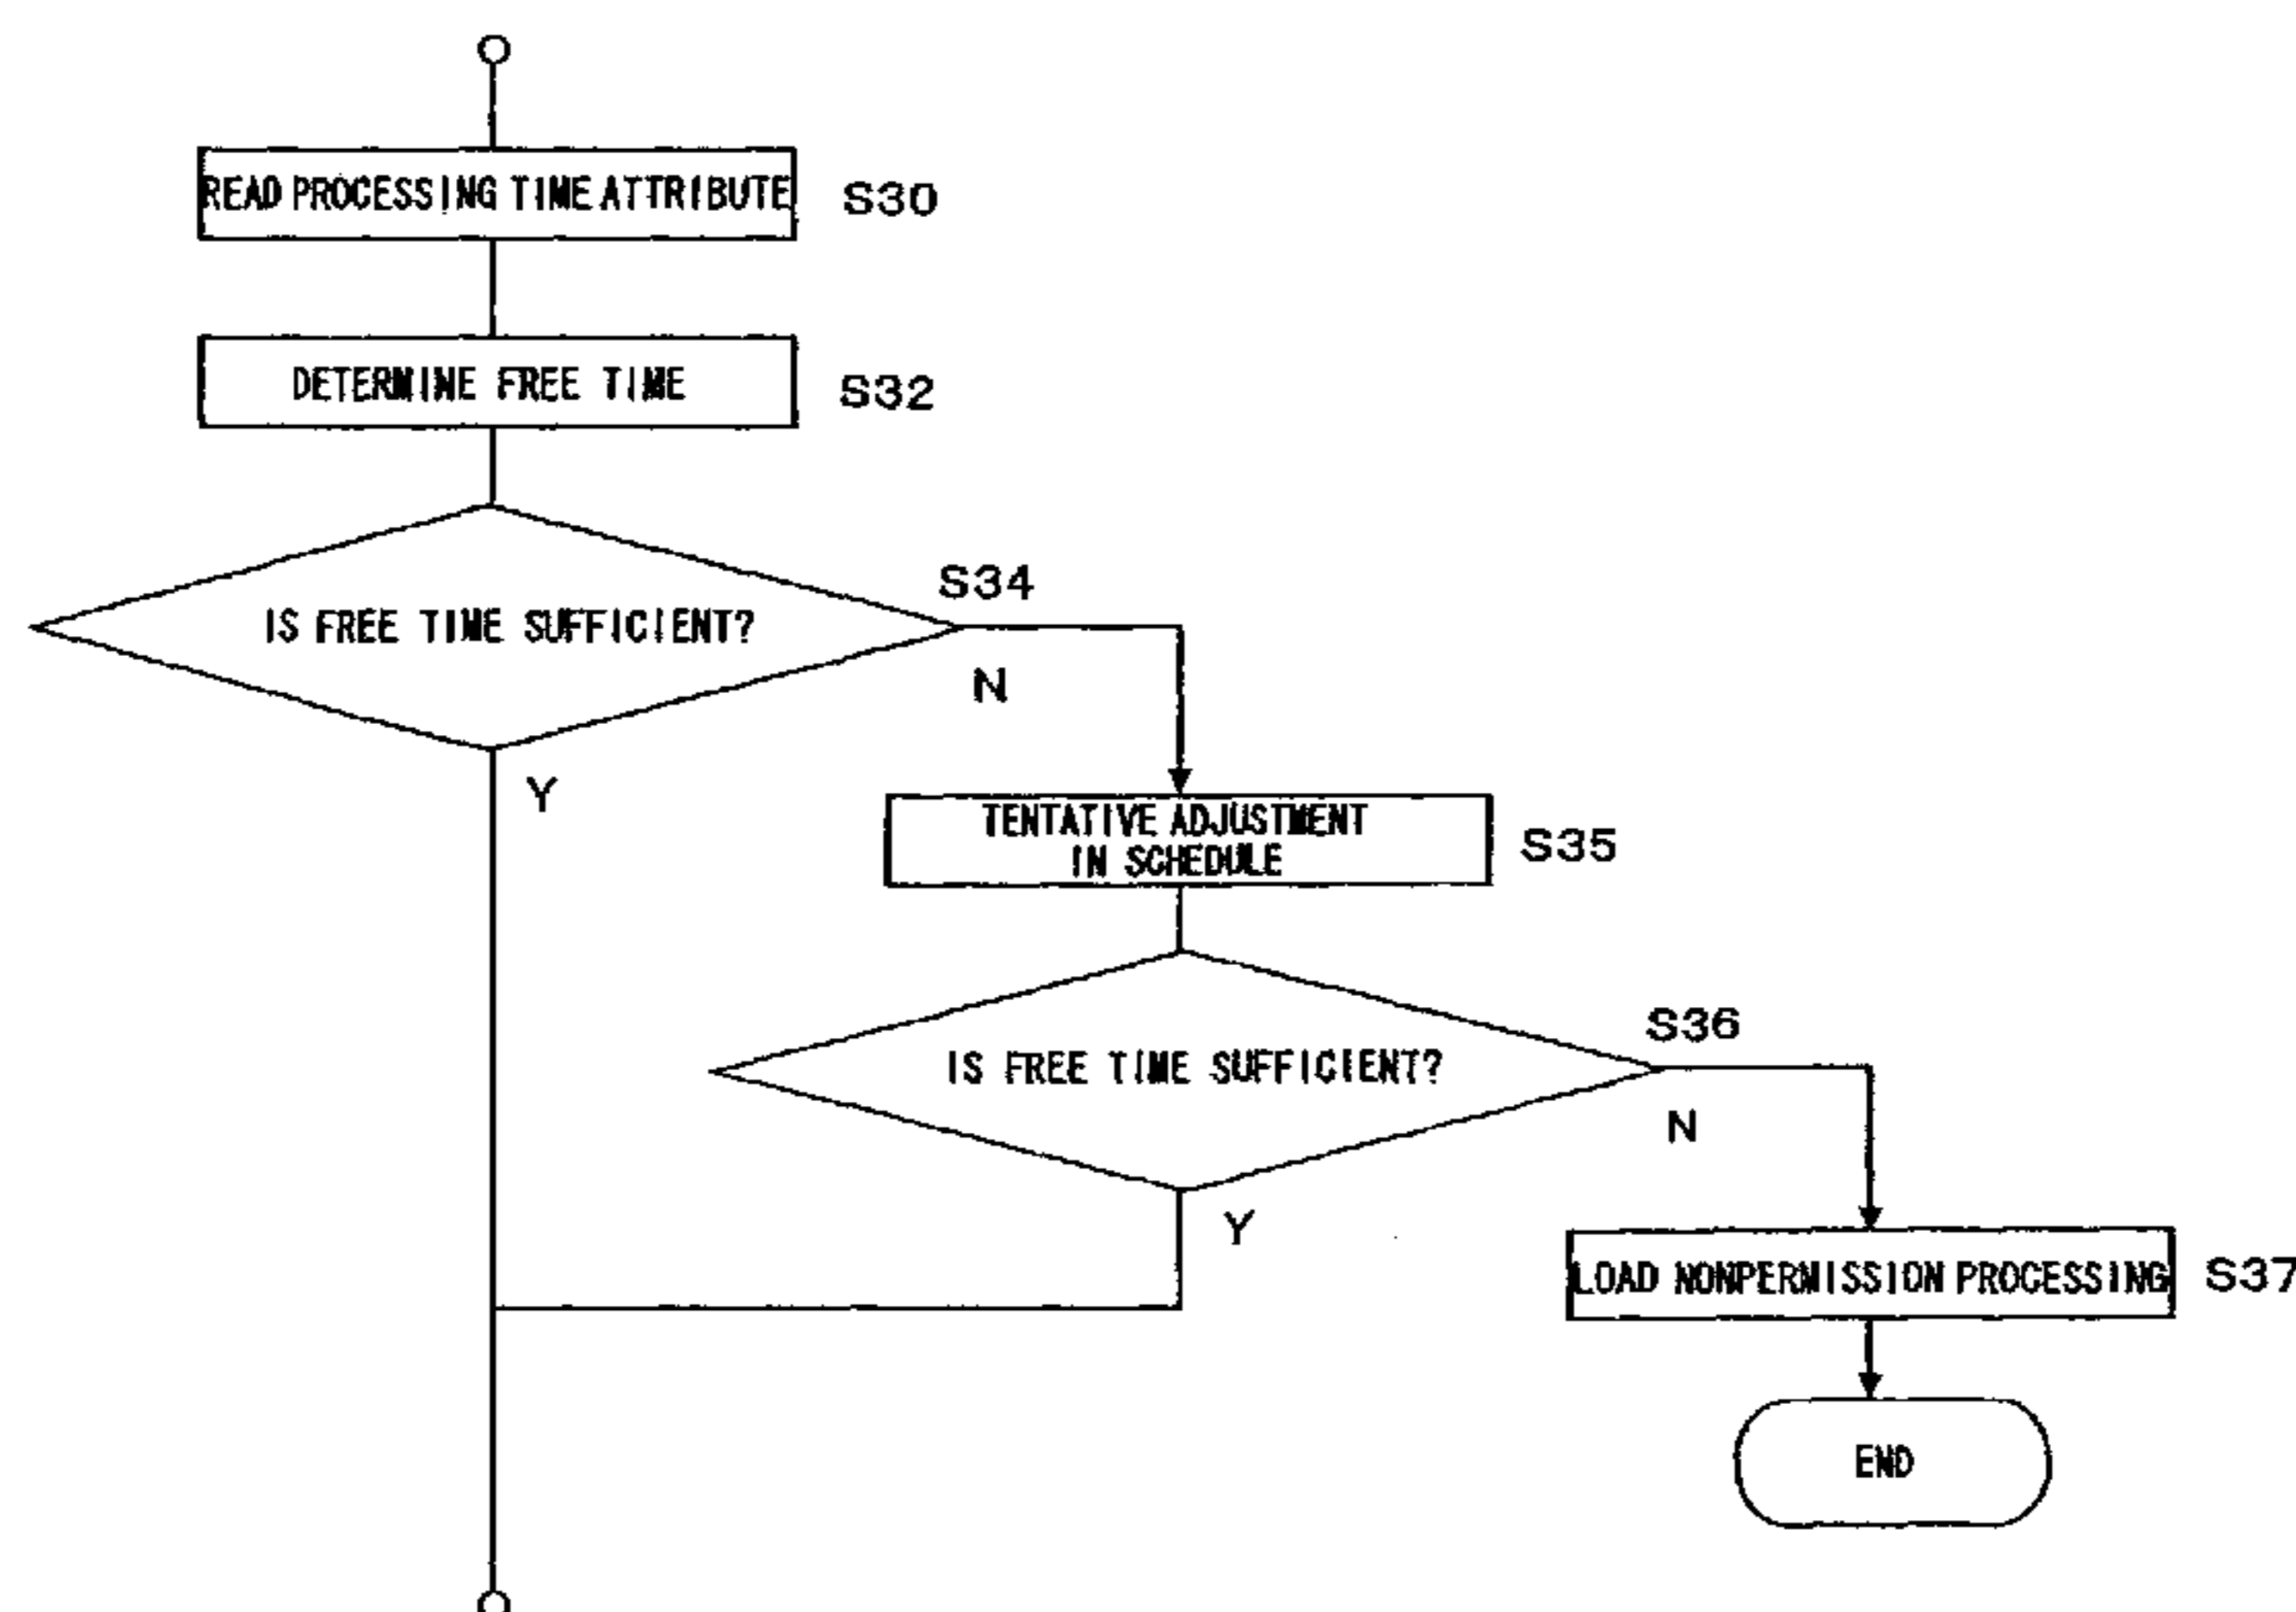 READ PROCESSING TIME ATTRIBUTE
S30
DETERMINE FREE TIME
S32
S34
IS FREE TIME SUFFICIENT?
N
Y
TENTATIVE ADJUSTMENT
IN SCHEDULE
S35
S36
IS FREE TIME SUFFICIENT?
N
Y
LOAD NONPERMISSION PROCESSING
S37
END